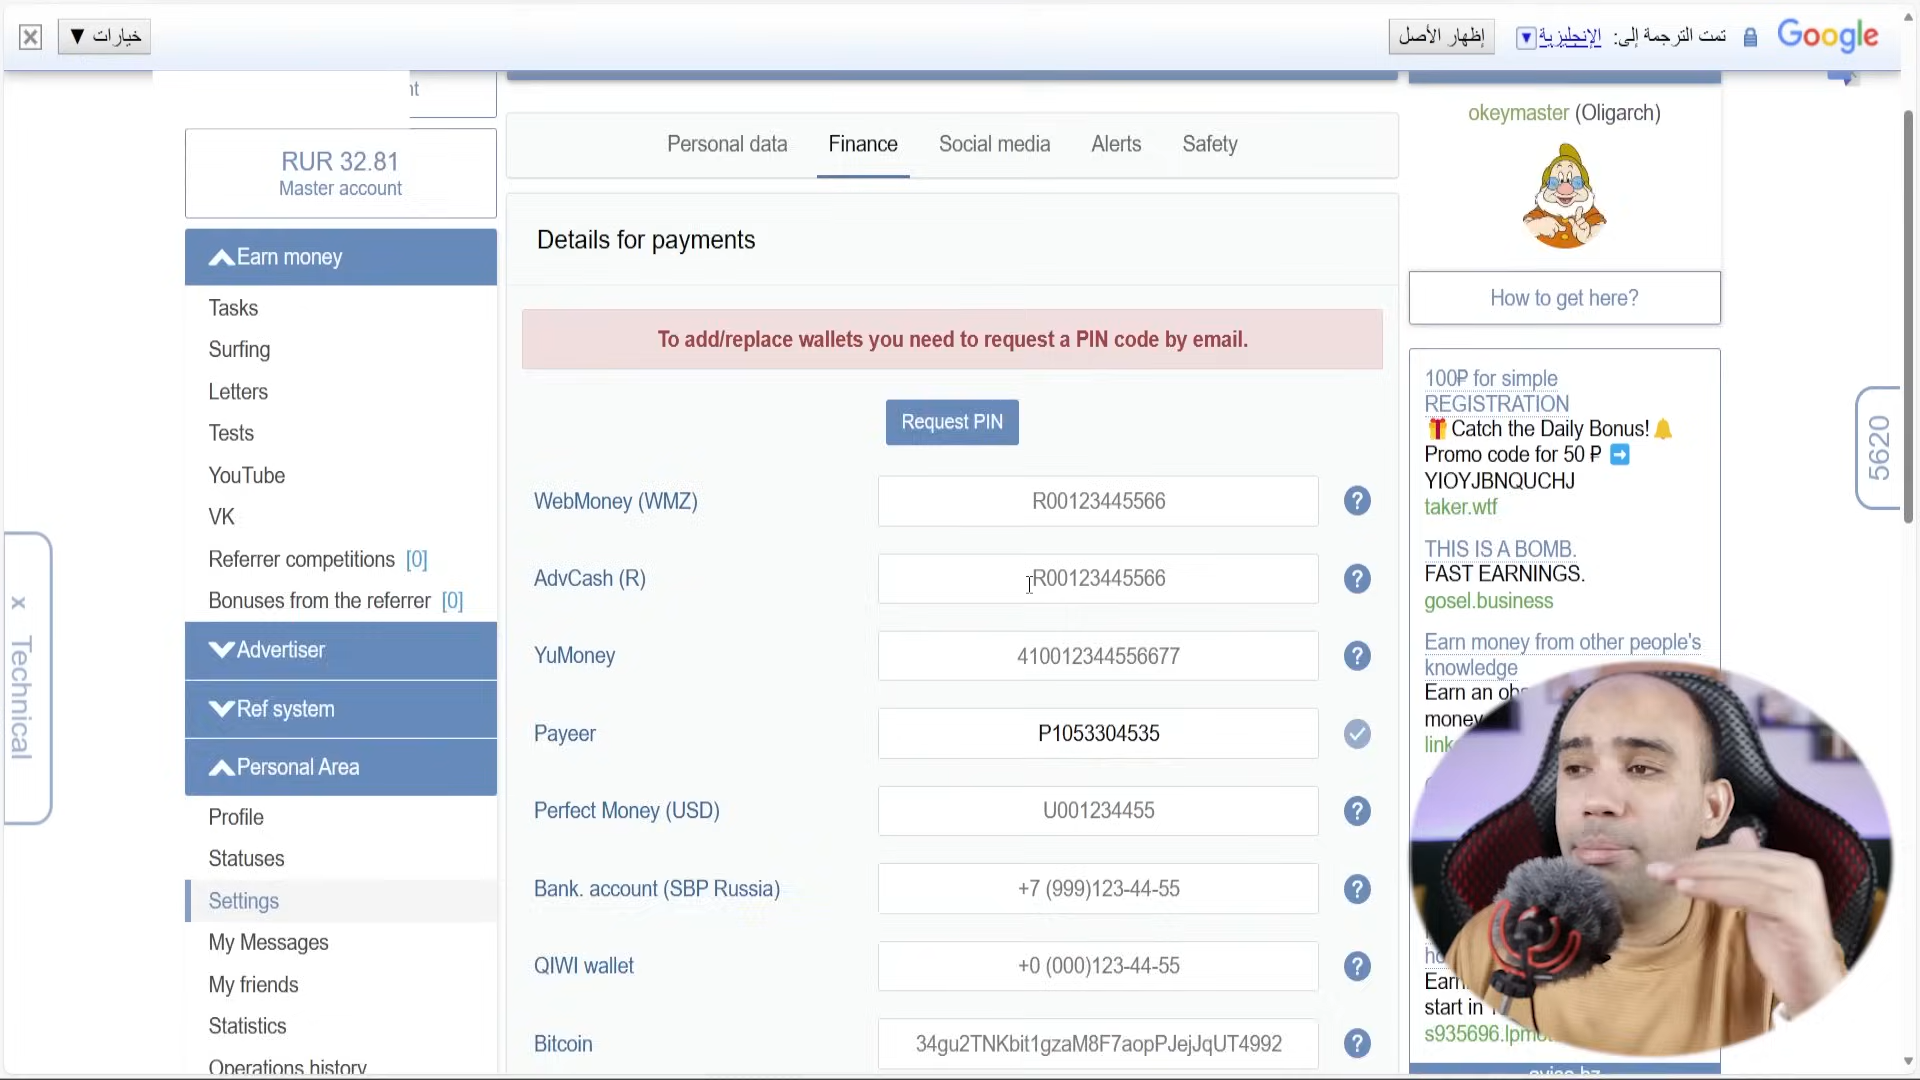 خيارات ▼
إظهار الأصل
تمت الترجمة إلى: الإنجليزية
Google
RUR 32.81
Master account
Earn money
Tasks
Surfing
Letters
Tests
YouTube
VK
Referrer competitions [0]
Bonuses from the referrer [0]
Advertiser
Ref system
Personal Area
Profile
Statuses
Settings
My Messages
My friends
Statistics
Operations history
x Technical
Personal data
Finance
Social media
Alerts
Safety
Details for payments
To add/replace wallets you need to request a PIN code by email.
Request PIN
WebMoney (WMZ)
R00123445566
AdvCash (R)
R00123445566
YuMoney
410012344556677
Payeer
P1053304535
Perfect Money (USD)
U001234455
Bank. account (SBP Russia)
+7 (999)123-44-55
QIWI wallet
+0 (000)123-44-55
Bitcoin
34gu2TNKbit1gzaM8F7aopPJejJqUT4992
okeymaster (Oligarch)
How to get here?
100₽ for simple
REGISTRATION
🎁Catch the Daily Bonus!🔔
Promo code for 50 ₽ ➡
YIOYJBNQUCHJ
taker.wtf
THIS IS A BOMB.
FAST EARNINGS.
gosel.business
Earn money from other people's
knowledge
Earn an
money
start in
5620